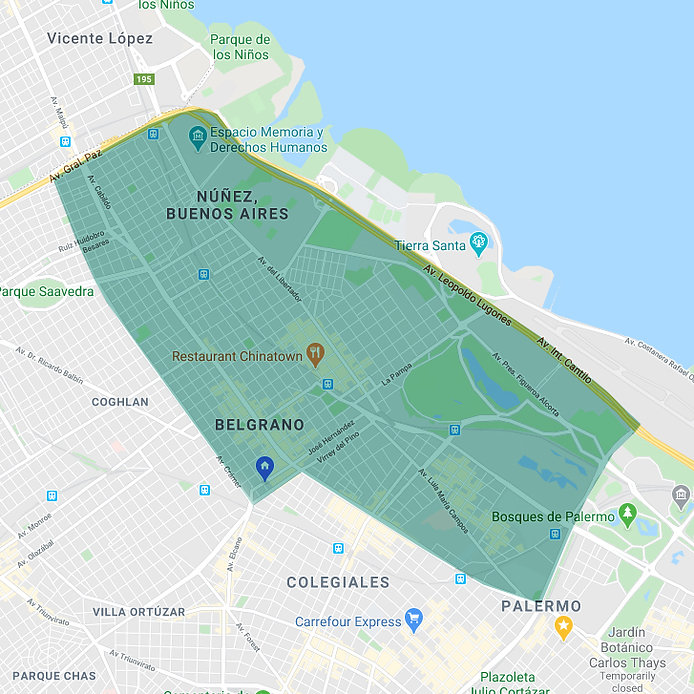 los Niños
Vicente López
Parque de
los Niños
195
Av. Maipú
Espacio Memoria y
Derechos Humanos
Av. Gral. Paz
Av. Cabildo
NÚÑEZ,
BUENOS AIRES
Ruiz Huidobro
Besares
Tierra Santa
Av. del Libertador
Av. Leopoldo Lugones
Parque Saavedra
Av. Int. Cantilo
Av. Costanera Rafael O
Restaurant Chinatown
Av. Dr. Ricardo Balbín
La Pampa
Av. Pres. Figueroa Alcorta
COGHLAN
BELGRANO
José Hernández
Virrey del Pino
Av. Crámer
Av. Luis María Campos
Bosques de Palermo
Av. Monroe
Av. Olazábal
Av. Elcano
COLEGIALES
Av. Triunvirato
VILLA ORTÚZAR
PALERMO
Carrefour Express
Av. Forest
Jardín
Botánico
Carlos Thays
Temporarily
closed
Av. Triunvirato
PARQUE CHAS
Plazoleta
Julio Cortázar
Cementerio de